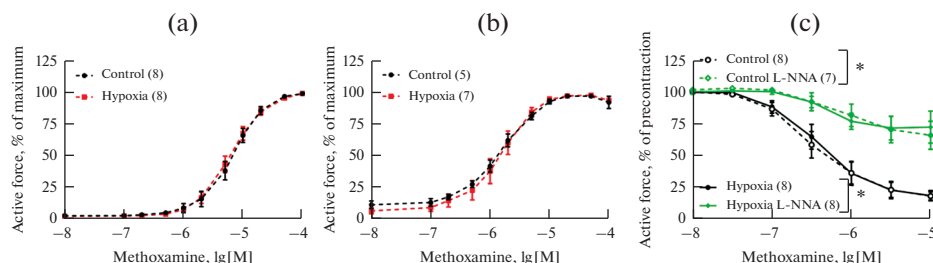 (a)
Active force, % of maximum
125
100
75
50
25
0
Control (8)
Hypoxia (8)
−8
−7
−6
−5
−4
Methoxamine, lg[M]
(b)
Active force, % of maximum
125
100
75
50
25
0
Control (5)
Hypoxia (7)
−8
−7
−6
−5
−4
Methoxamine, lg[M]
(c)
Active force, % of precontraction
125
100
75
50
25
0
Control (8)
Control L-NNA (7)
*
Hypoxia (8)
Hypoxia L-NNA (8)
*
−8
−7
−6
−5
Methoxamine, lg[M]